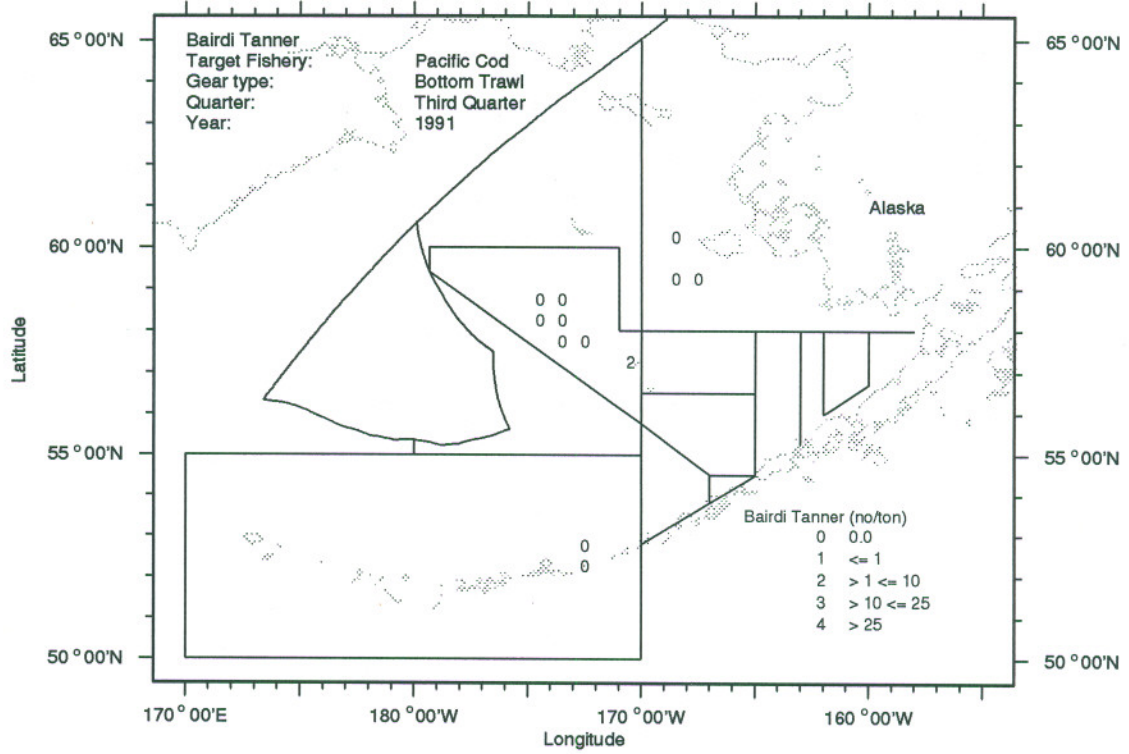 65 °00'N
65 °00'N
Bairdi Tanner
Target Fishery: Pacific Cod
Gear type: Bottom Trawl
Quarter: Third Quarter
Year: 1991
Alaska
60 °00'N
0
60 °00'N
0 0
0 0
0 0
0 0
2
Latitude
55 °00'N
55 °00'N
Bairdi Tanner (no/ton)
0 0.0
1 <= 1
2 > 1 <= 10
3 > 10 <= 25
4 > 25
0
0
50 °00'N
50 °00'N
170 °00'E
180 °00'W
170 °00'W
160 °00'W
Longitude